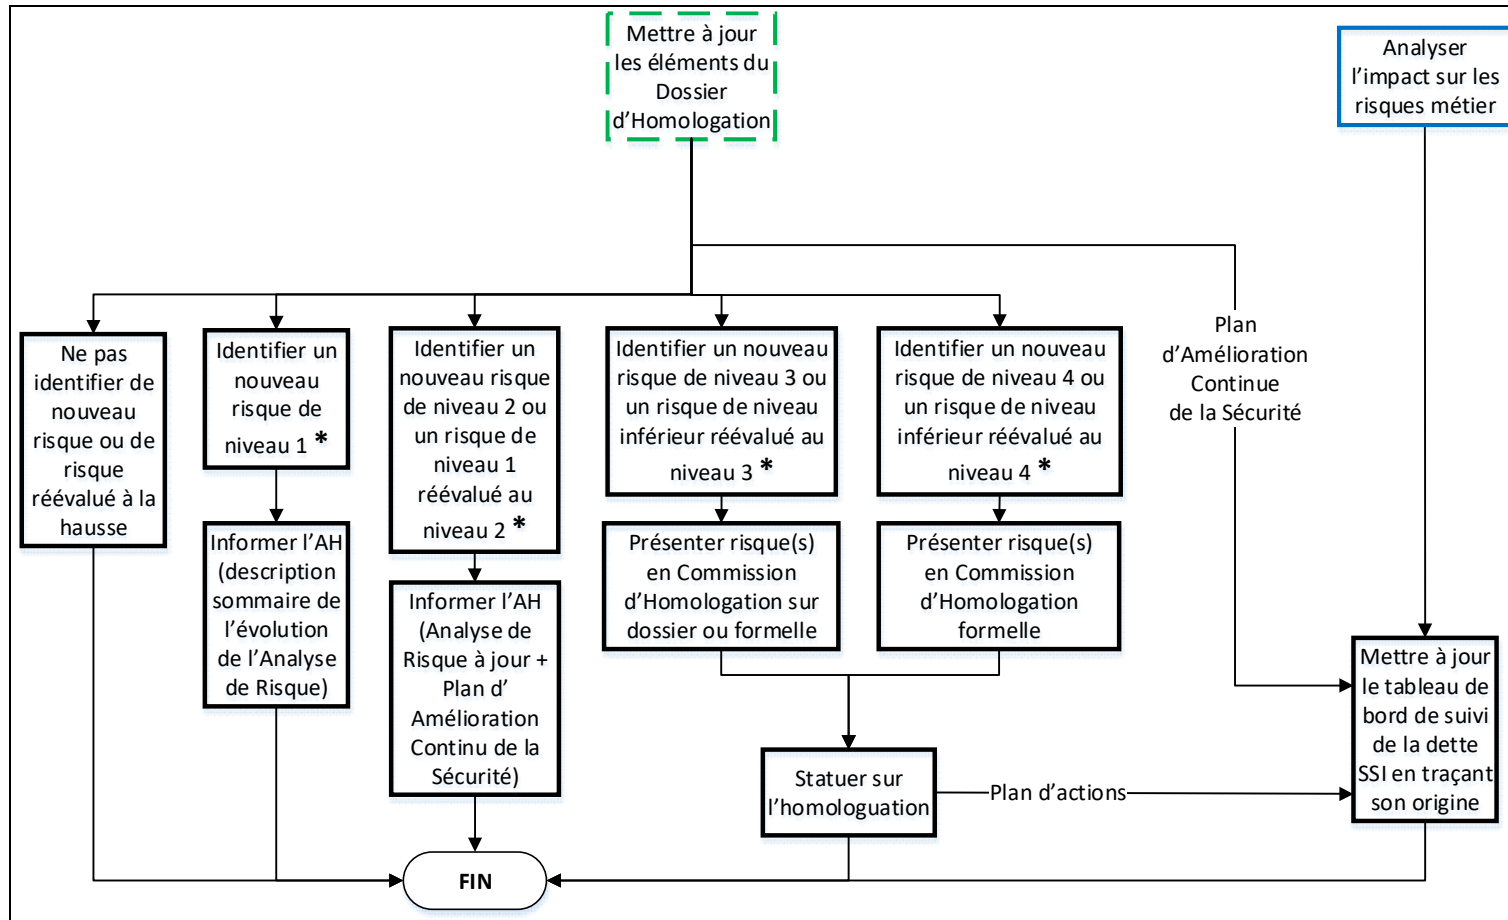 Mettre à jour
les éléments du
Dossier
d’Homologation
Analyser
l’impact sur les
risques métier
Ne pas
identifier de
nouveau
risque ou de
risque
réévalué à la
hausse
Identifier un
nouveau
risque de
niveau 1 *
Identifier un
nouveau risque
de niveau 2 ou
un risque de
niveau 1
réévalué au
niveau 2 *
Identifier un nouveau
risque de niveau 3 ou
un risque de niveau
inférieur réévalué au
niveau 3 *
Identifier un nouveau
risque de niveau 4 ou
un risque de niveau
inférieur réévalué au
niveau 4 *
Plan
d’Amélioration
Continue
de la Sécurité
Informer l’AH
(description
sommaire de
l’évolution
de l’Analyse
de Risque)
Informer l’AH
(Analyse de
Risque à jour +
Plan d’
Amélioration
Continu de la
Sécurité)
Présenter risque(s)
en Commission
d’Homologation sur
dossier ou formelle
Présenter risque(s)
en Commission
d’Homologation
formelle
Mettre à jour
le tableau de
bord de suivi
de la dette
SSI en traçant
son origine
Statuer sur
l’homologuation
Plan d’actions
FIN